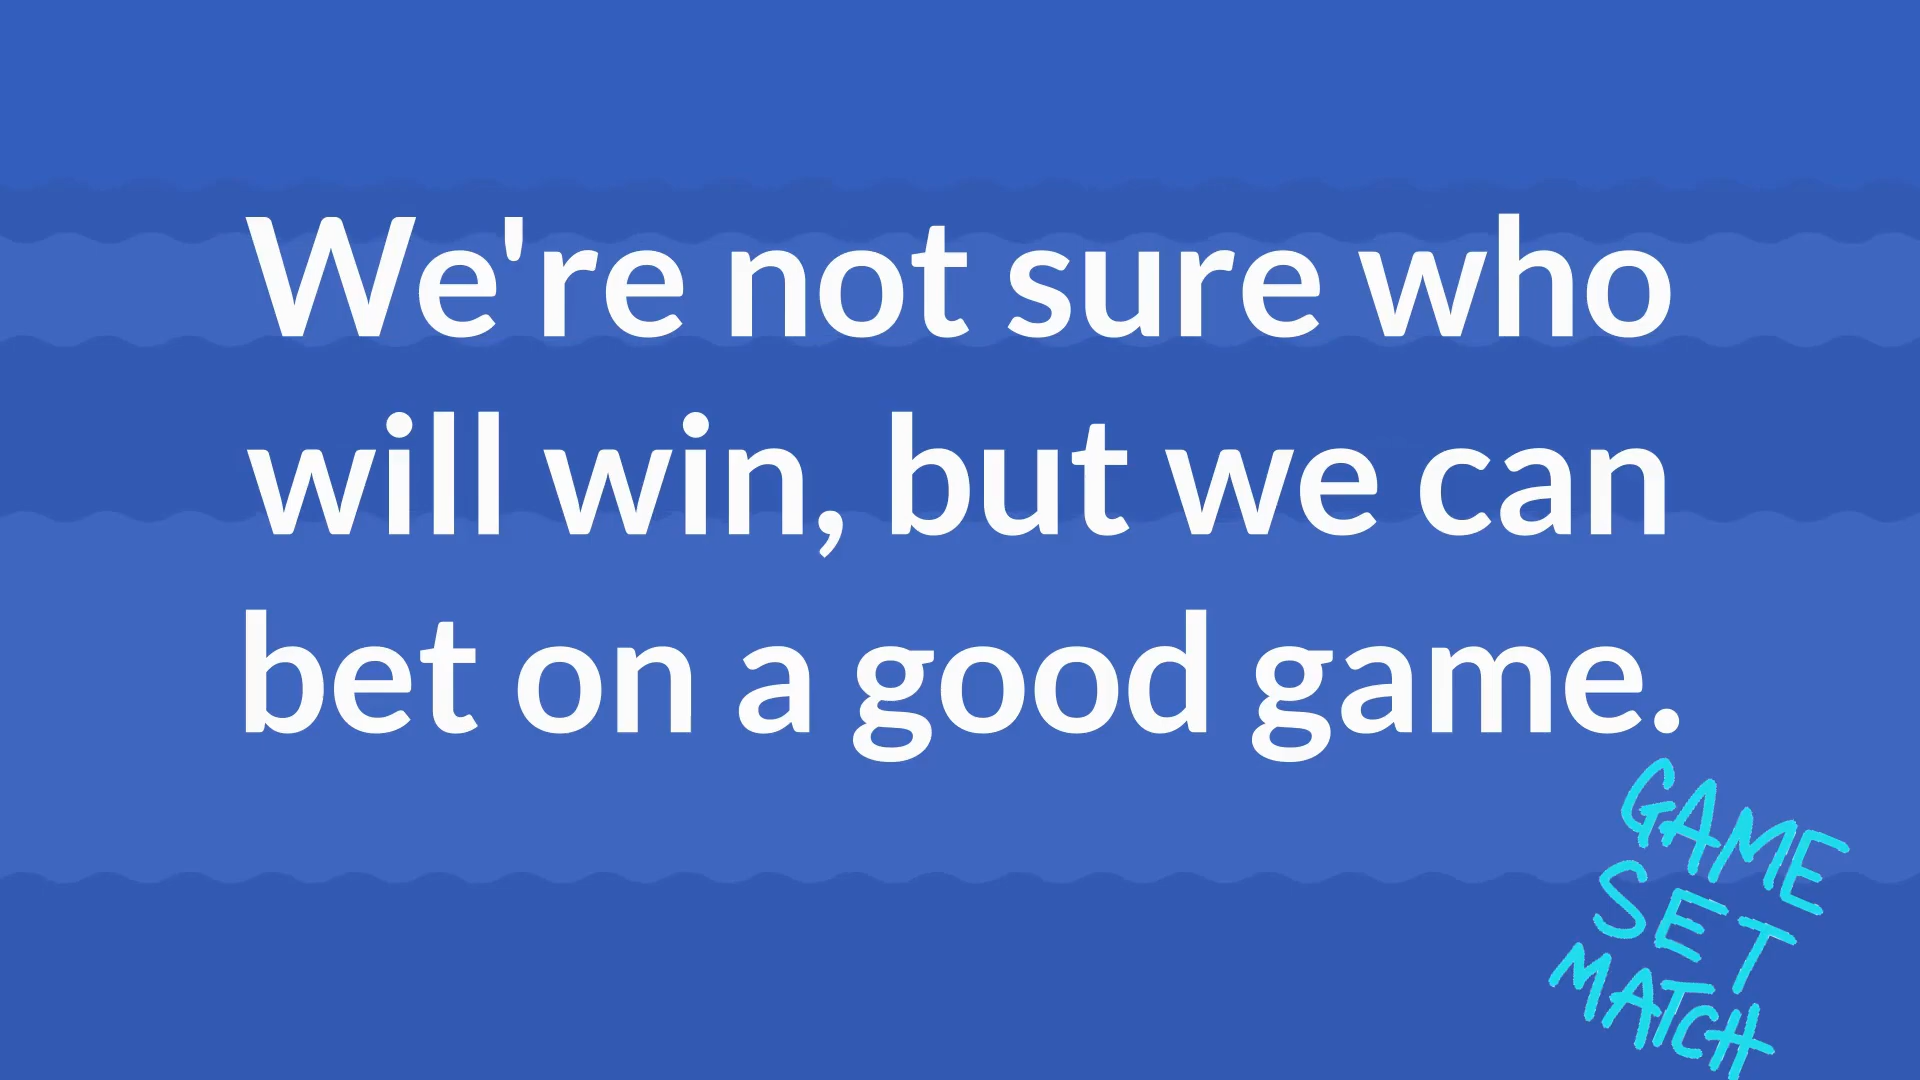 We're not sure who
will win, but we can
bet on a good game.
GAME
SET
MATCH